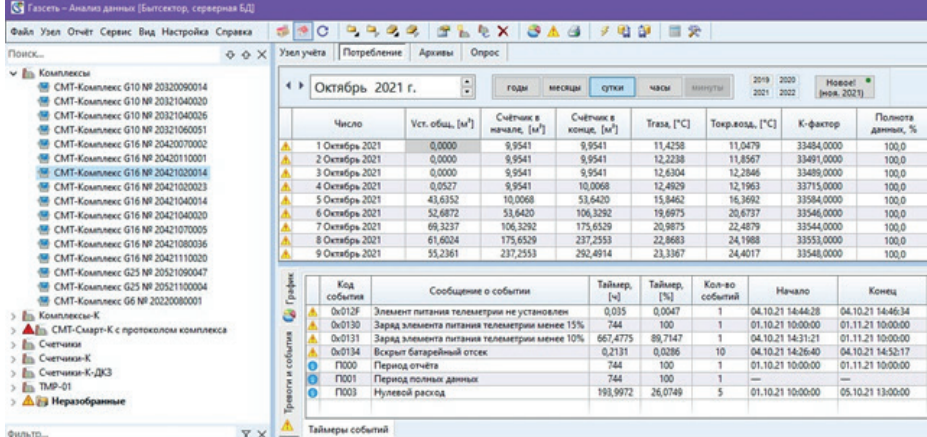 Газсеть – Анализ данных [Бытсектор, серверная БД]
Файл Узел Отчёт Сервис Вид Настройка Справка
Поиск...
Комплексы
СМТ-Комплекс G10 № 20320090014
СМТ-Комплекс G10 № 20321040020
СМТ-Комплекс G10 № 20321040026
СМТ-Комплекс G10 № 20321060051
СМТ-Комплекс G16 № 20420070002
СМТ-Комплекс G16 № 20420110001
СМТ-Комплекс G16 № 20421020014
СМТ-Комплекс G16 № 20421020023
СМТ-Комплекс G16 № 20421040014
СМТ-Комплекс G16 № 20421040020
СМТ-Комплекс G16 № 20421070005
СМТ-Комплекс G16 № 20421080036
СМТ-Комплекс G16 № 20421110020
СМТ-Комплекс G25 № 20521090047
СМТ-Комплекс G25 № 20521100004
СМТ-Комплекс G6 № 20220080001
Комплексы-К
СМТ-Смарт-К с протоколом комплекса
Счетчики
Счетчики-К
Счетчики-К-ДКЗ
ТМР-01
Неразобранные
Фильтр...
Узел учёта Потребление Архивы Опрос
Октябрь 2021 г. годы месяцы сутки часы минуты 2019 2020 2021 2022 Новое! (ноя. 2021)
Число Vст. общ., [м³] Счётчик в начале, [м³] Счётчик в конце, [м³] Tгаза, [°C] Токр.возд., [°C] К-фактор Полнота данных, %
1 Октябрь 2021 0,0000 9,9541 9,9541 11,4258 11,0479 33484,0000 100,0
2 Октябрь 2021 0,0000 9,9541 9,9541 12,2238 11,8567 33491,0000 100,0
3 Октябрь 2021 0,0000 9,9541 9,9541 12,6304 12,2846 33489,0000 100,0
4 Октябрь 2021 0,0527 9,9541 10,0068 12,4929 12,1963 33715,0000 100,0
5 Октябрь 2021 43,6352 10,0068 53,6420 15,8462 16,3692 33584,0000 100,0
6 Октябрь 2021 52,6872 53,6420 106,3292 19,6975 20,6737 33546,0000 100,0
7 Октябрь 2021 69,3237 106,3292 175,6529 20,9875 22,4879 33544,0000 100,0
8 Октябрь 2021 61,6024 175,6529 237,2553 22,8683 24,1988 33553,0000 100,0
9 Октябрь 2021 55,2361 237,2553 292,4914 23,3367 24,4017 33548,0000 100,0
График
Тревоги и события
Код события Сообщение о событии Таймер, [ч] Таймер, [%] Кол-во событий Начало Конец
0x012F Элемент питания телеметрии не установлен 0,035 0,0047 1 04.10.21 14:44:28 04.10.21 14:46:34
0x0130 Заряд элемента питания телеметрии менее 15% 744 100 1 01.10.21 10:00:00 01.11.21 10:00:00
0x0131 Заряд элемента питания телеметрии менее 10% 667,4775 89,7147 1 04.10.21 14:31:21 01.11.21 10:00:00
0x0134 Вскрыт батарейный отсек 0,2131 0,0286 10 04.10.21 14:26:40 04.10.21 14:52:17
П000 Период отчёта 744 100 1 01.10.21 10:00:00 01.11.21 10:00:00
П001 Период полных данных 744 100 1 — —
П003 Нулевой расход 193,9972 26,0749 5 01.10.21 10:00:00 05.10.21 13:00:00
Таймеры событий